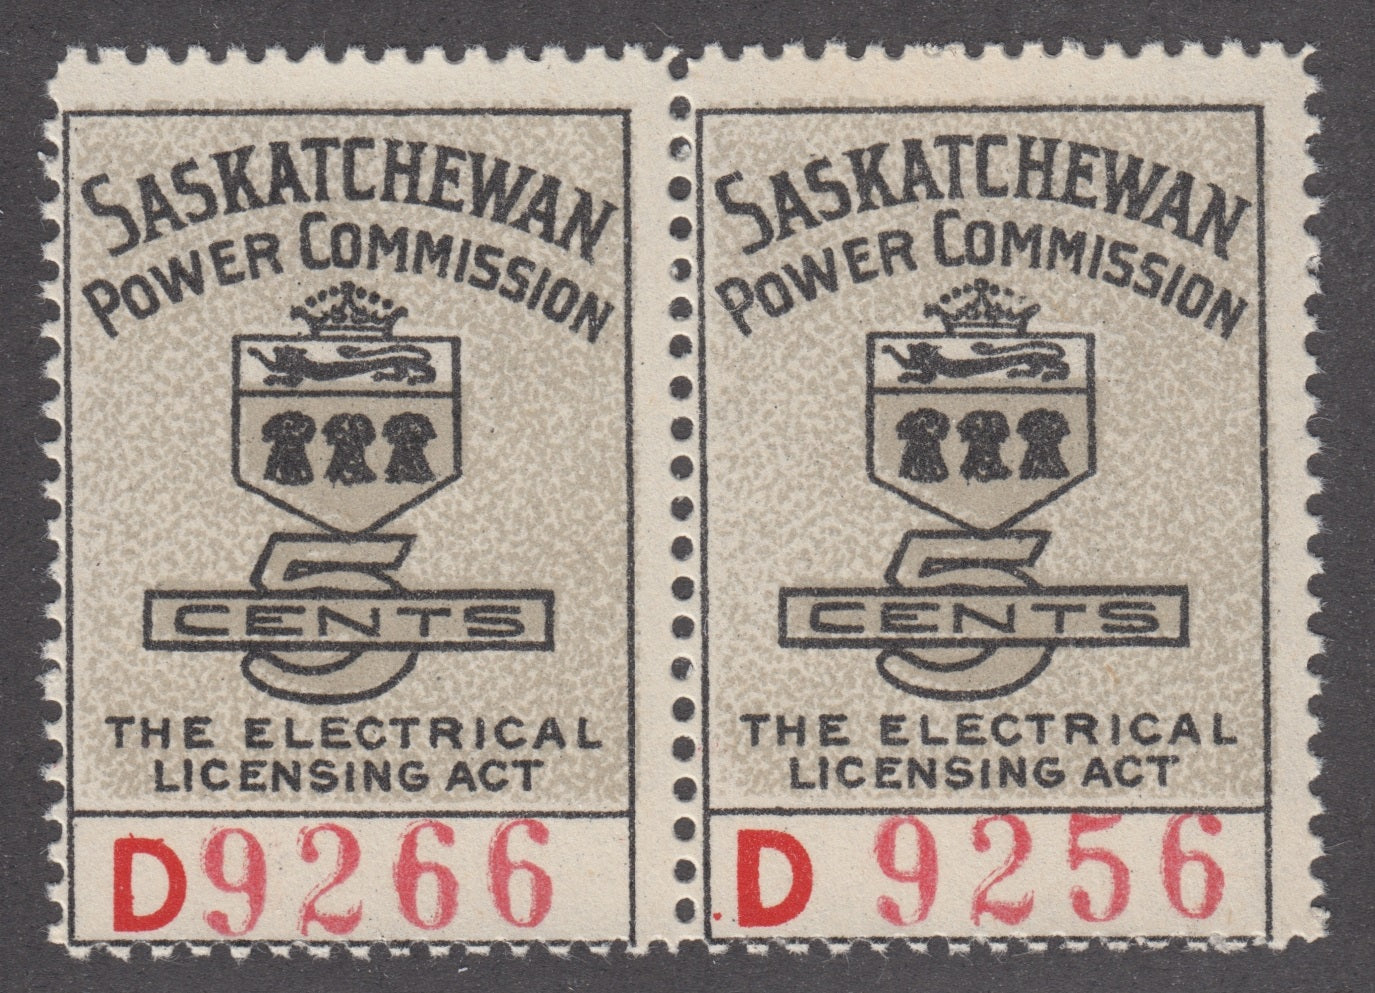 SASKATCHEWAN
POWER COMMISSION
5
CENTS
THE ELECTRICAL
LICENSING ACT
D9266
SASKATCHEWAN
POWER COMMISSION
5
CENTS
THE ELECTRICAL
LICENSING ACT
D 9256